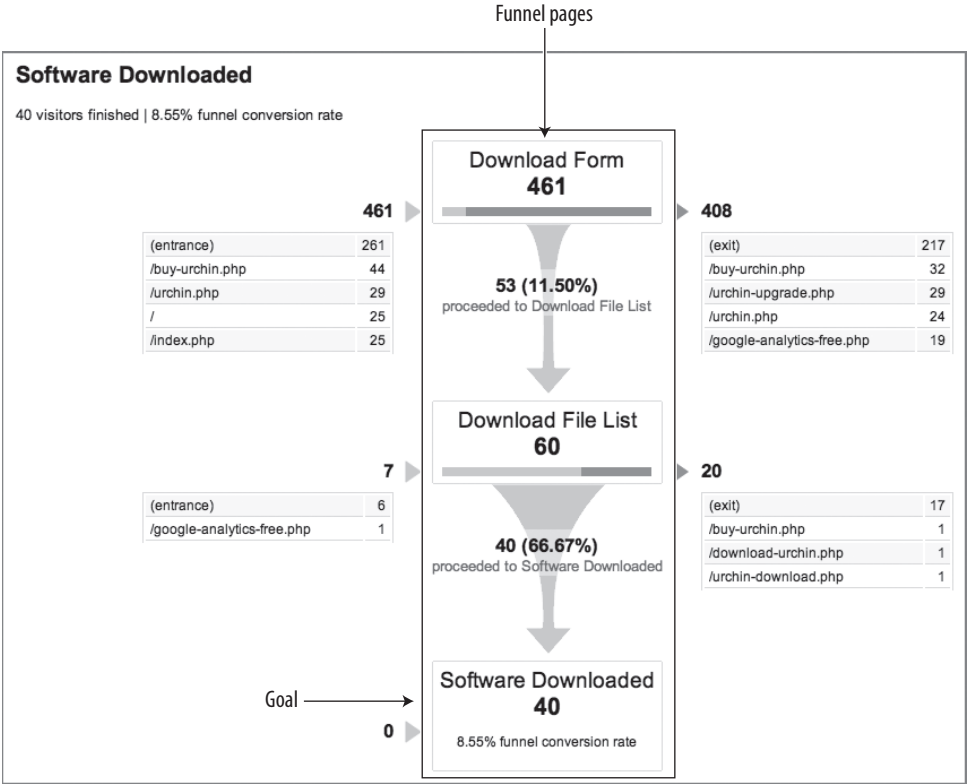 Funnel pages
Software Downloaded
40 visitors finished | 8.55% funnel conversion rate
Download Form
461
461
(entrance) 261
/buy-urchin.php 44
/urchin.php 29
/ 25
/index.php 25
408
(exit) 217
/buy-urchin.php 32
/urchin-upgrade.php 29
/urchin.php 24
/google-analytics-free.php 19
53 (11.50%)
proceeded to Download File List
Download File List
60
7
(entrance) 6
/google-analytics-free.php 1
20
(exit) 17
/buy-urchin.php 1
/download-urchin.php 1
/urchin-download.php 1
40 (66.67%)
proceeded to Software Downloaded
Goal
Software Downloaded
40
0
8.55% funnel conversion rate